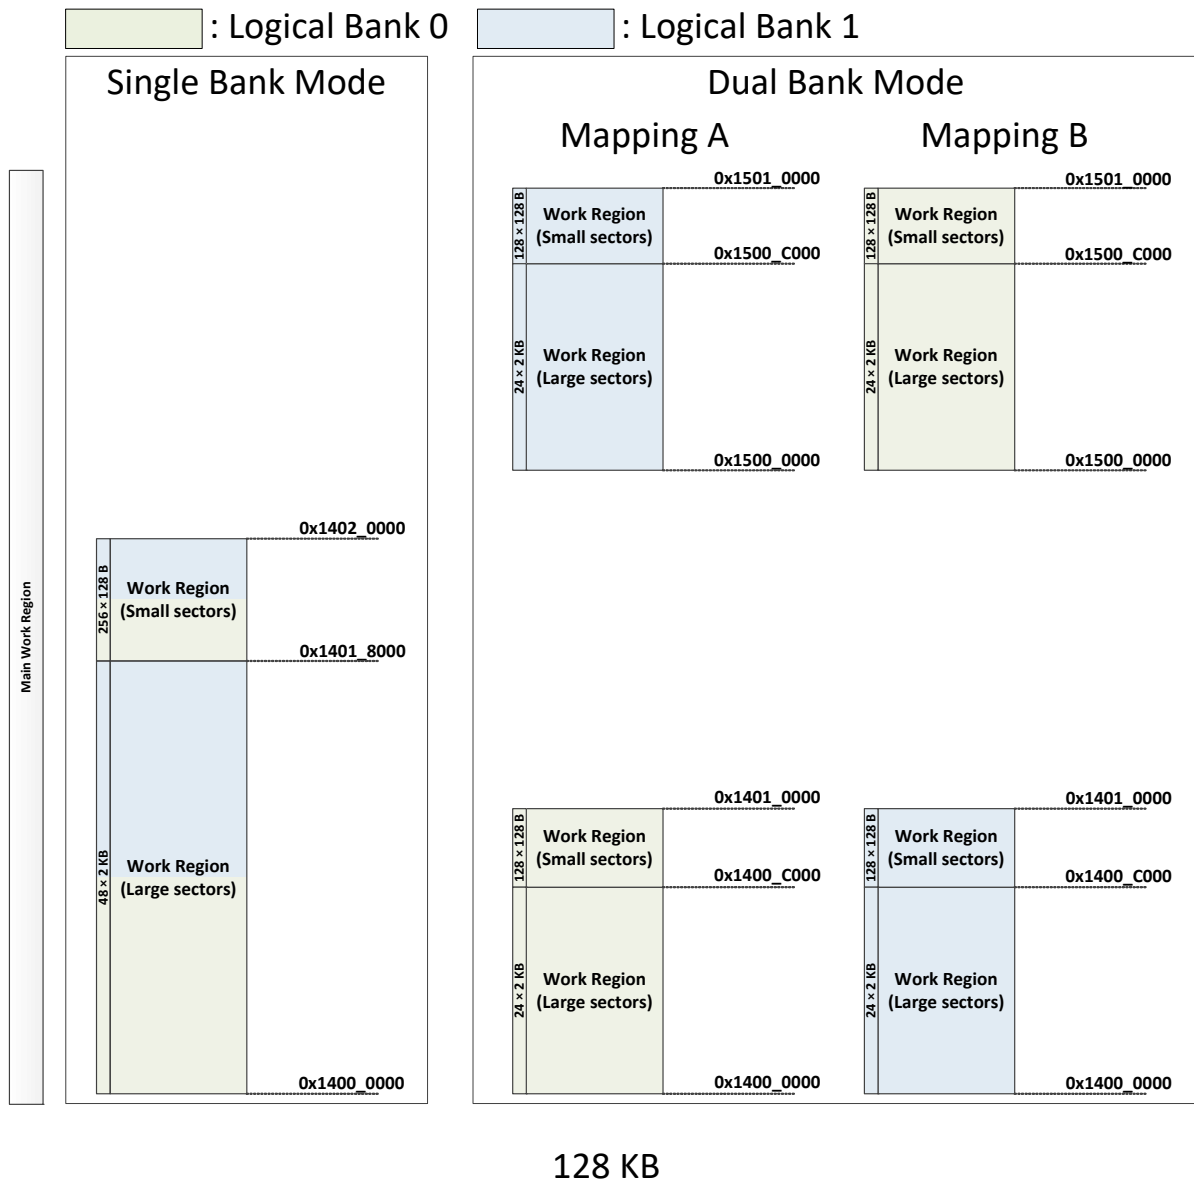 : Logical Bank 0
: Logical Bank 1
Single Bank Mode
Dual Bank Mode
Mapping A
Mapping B
Main Work Region
0x1402_0000
256 × 128 B
Work Region
(Small sectors)
0x1401_8000
48 × 2 KB
Work Region
(Large sectors)
0x1400_0000
0x1501_0000
128 × 128 B
Work Region
(Small sectors)
0x1500_C000
24 × 2 KB
Work Region
(Large sectors)
0x1500_0000
0x1401_0000
128 × 128 B
Work Region
(Small sectors)
0x1400_C000
24 × 2 KB
Work Region
(Large sectors)
0x1400_0000
0x1501_0000
128 × 128 B
Work Region
(Small sectors)
0x1500_C000
24 × 2 KB
Work Region
(Large sectors)
0x1500_0000
0x1401_0000
128 × 128 B
Work Region
(Small sectors)
0x1400_C000
24 × 2 KB
Work Region
(Large sectors)
0x1400_0000
128 KB